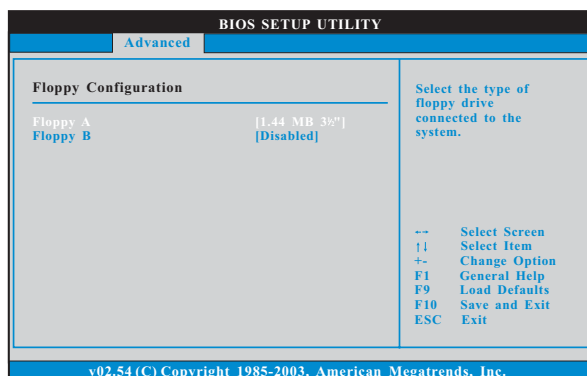 BIOS SETUP UTILITY
Advanced
Floppy Configuration
Floppy A [1.44 MB 3½"]
Floppy B [Disabled]
Select the type of
floppy drive
connected to the
system.
←→ Select Screen
↑↓ Select Item
+- Change Option
F1 General Help
F9 Load Defaults
F10 Save and Exit
ESC Exit
v02.54 (C) Copyright 1985-2003, American Megatrends, Inc.